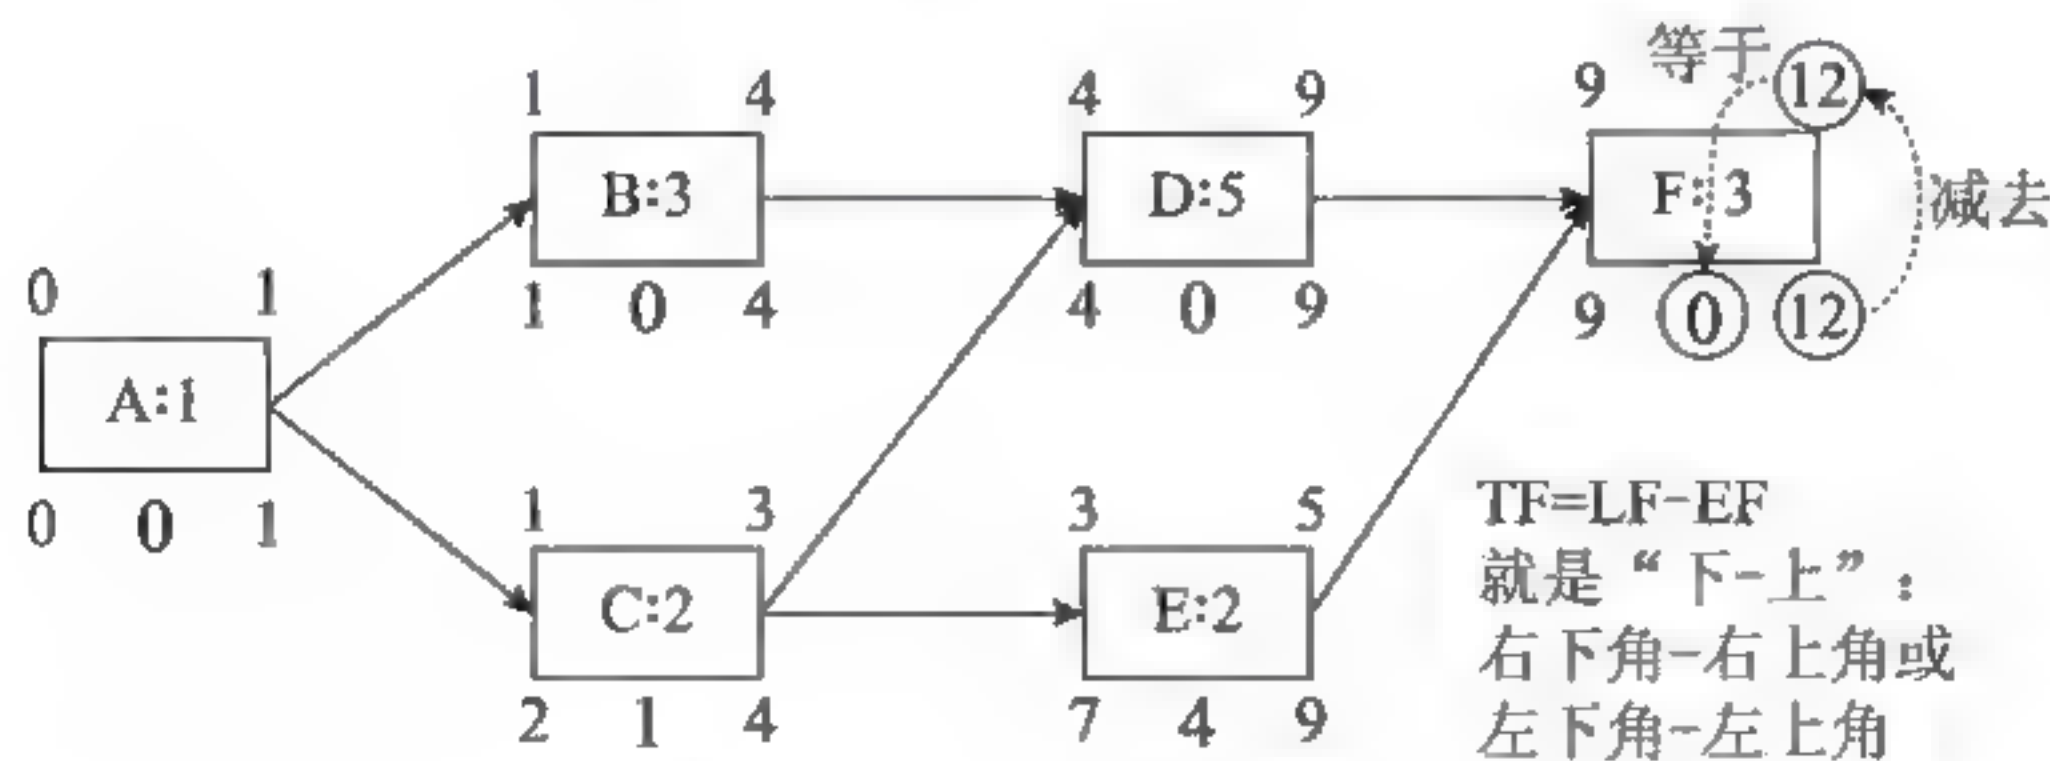 等于
1 4 4 9 9 12
B:3 D:5 F:3 减去
0 1 1 0 4 4 0 9 9 0 12
A:1
0 0 1 1 3 3 5 TF=LF-EF
就是“下-上”：
C:2 E:2 右下角-右上角或
2 1 4 7 4 9 左下角-左上角